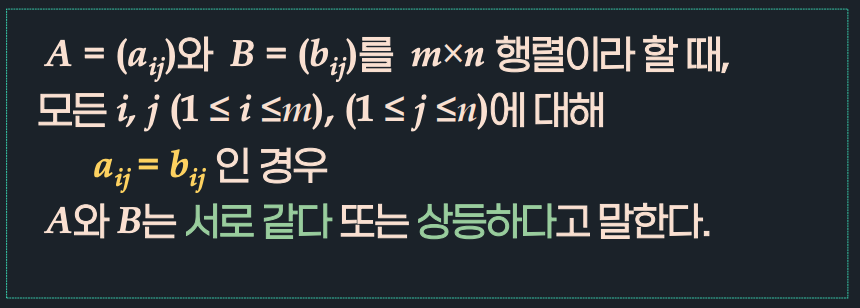 A = (aᵢⱼ)와 B = (bᵢⱼ)를 m×n 행렬이라 할 때,
모든 i, j (1 ≤ i ≤m), (1 ≤ j ≤n)에 대해
aᵢⱼ = bᵢⱼ 인 경우
A와 B는 서로 같다 또는 상등하다고 말한다.